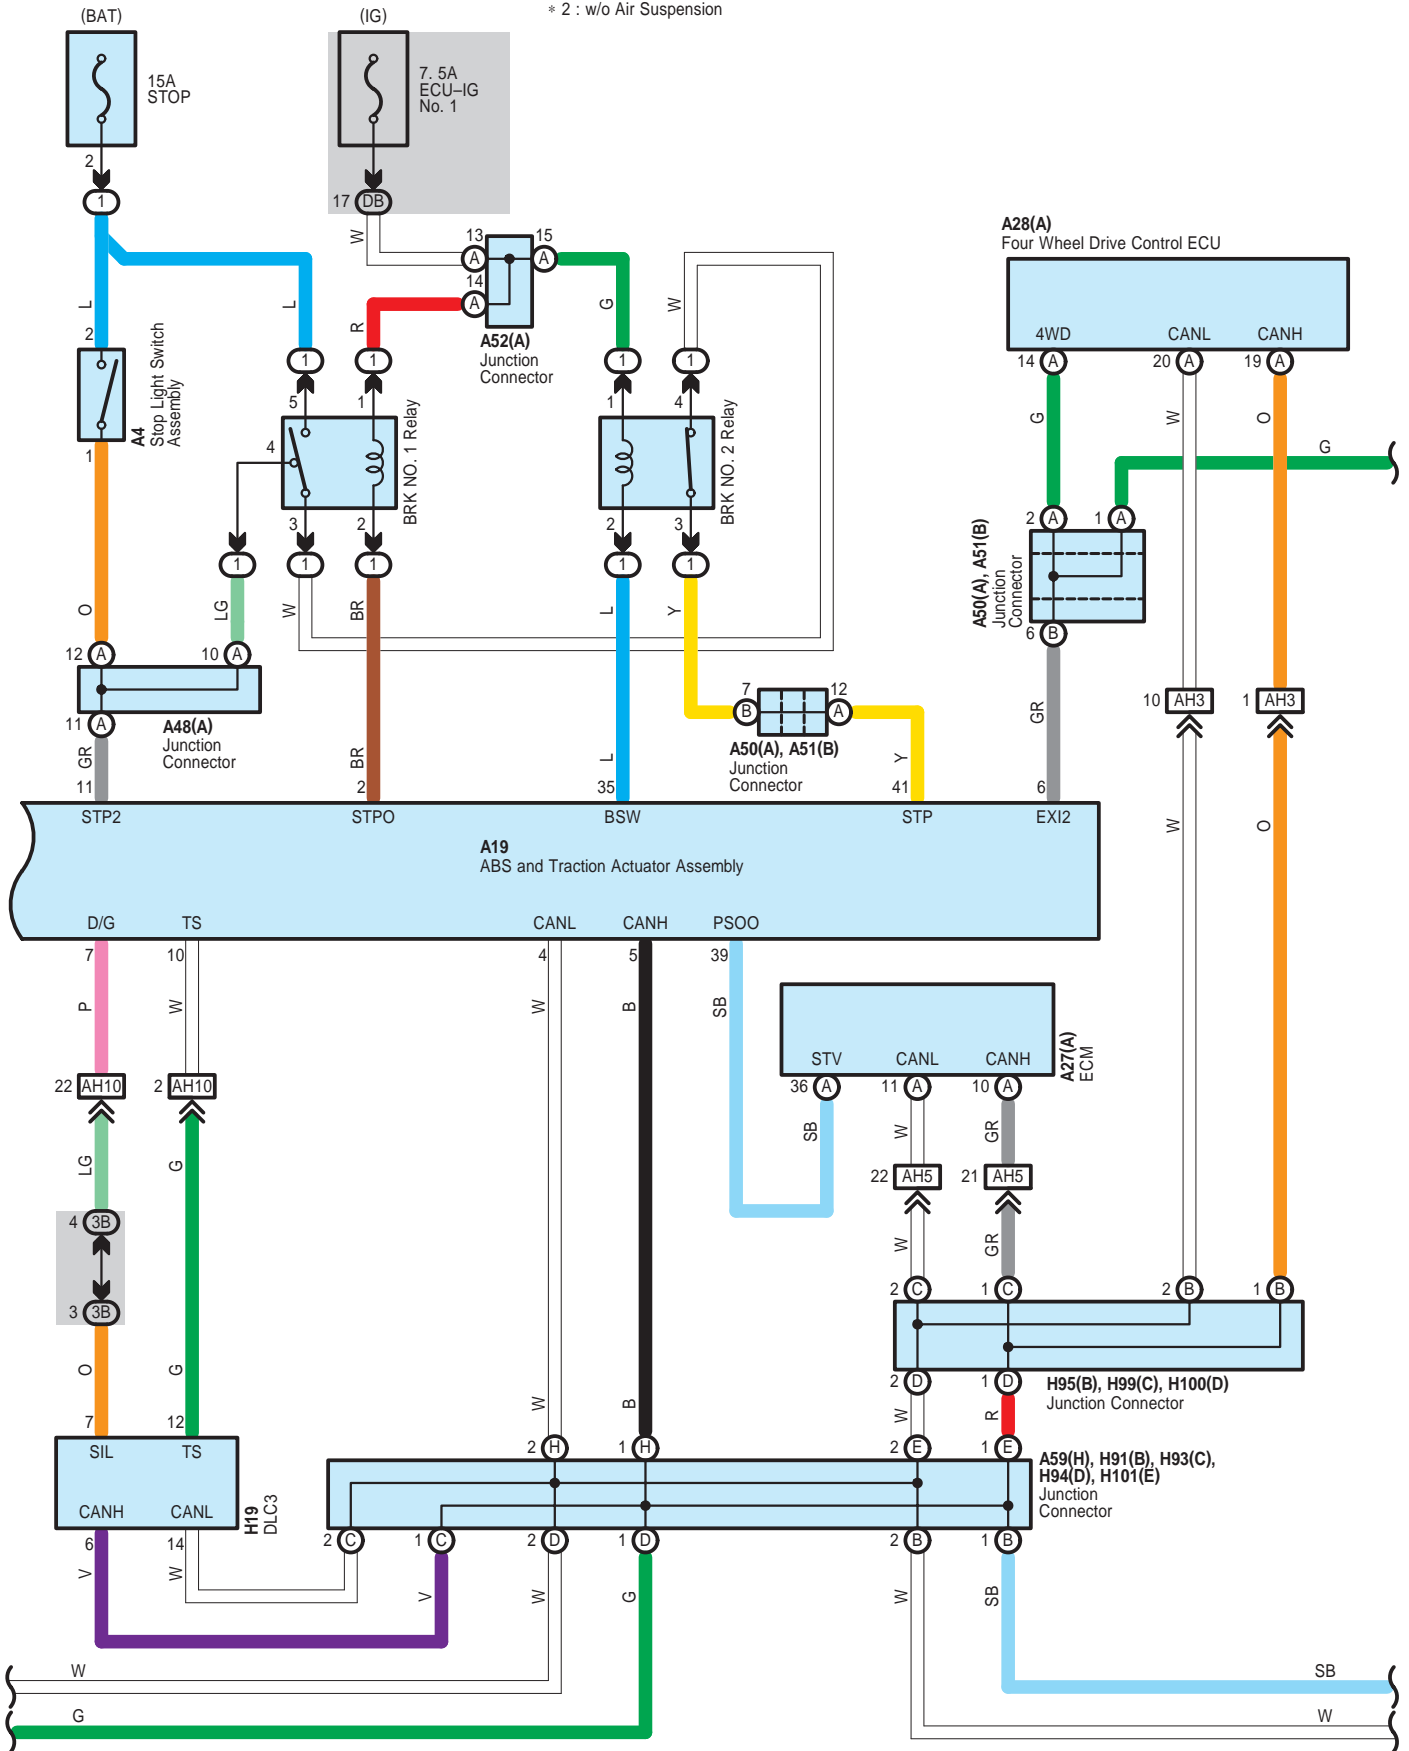 (BAT)
(IG)
* 2 : w/o Air Suspension
15A
STOP
7. 5A
ECU–IG
No. 1
2
1
17 DB
W
13 A
15 A
14 A
A52(A)
Junction
Connector
L
L
R
G
W
A28(A)
Four Wheel Drive Control ECU
4WD
CANL
CANH
14 A
20 A
19 A
G
W
O
G
2
A4
Stop Light Switch
Assembly
1
1
1
1
1
5
1
4
BRK NO. 1 Relay
3
2
1
4
BRK NO. 2 Relay
2
3
1
1
1
1
1
O
LG
W
BR
L
Y
2 A
1 A
A50(A), A51(B)
Junction
Connector
6 B
12 A
10 A
11 A
A48(A)
Junction
Connector
7 B
12 A
A50(A), A51(B)
Junction
Connector
10 AH3
1 AH3
GR
BR
L
Y
GR
W
O
11
2
35
41
6
STP2
STPO
BSW
STP
EXI2
A19
ABS and Traction Actuator Assembly
D/G
TS
CANL
CANH
PSOO
7
10
4
5
39
P
W
W
B
SB
STV
CANL
CANH
A27(A)
ECM
36 A
11 A
10 A
22 AH10
2 AH10
SB
W
GR
LG
G
22 AH5
21 AH5
4 3B
3 3B
W
GR
2 C
1 C
2 B
1 B
O
G
W
B
2 D
1 D
H95(B), H99(C), H100(D)
Junction Connector
W
R
7
12
SIL
TS
CANH
CANL
H19
DLC3
2 H
1 H
2 E
1 E
A59(H), H91(B), H93(C),
H94(D), H101(E)
Junction
Connector
6
14
2 C
1 C
2 D
1 D
2 B
1 B
V
W
V
W
G
W
SB
W
SB
G
W